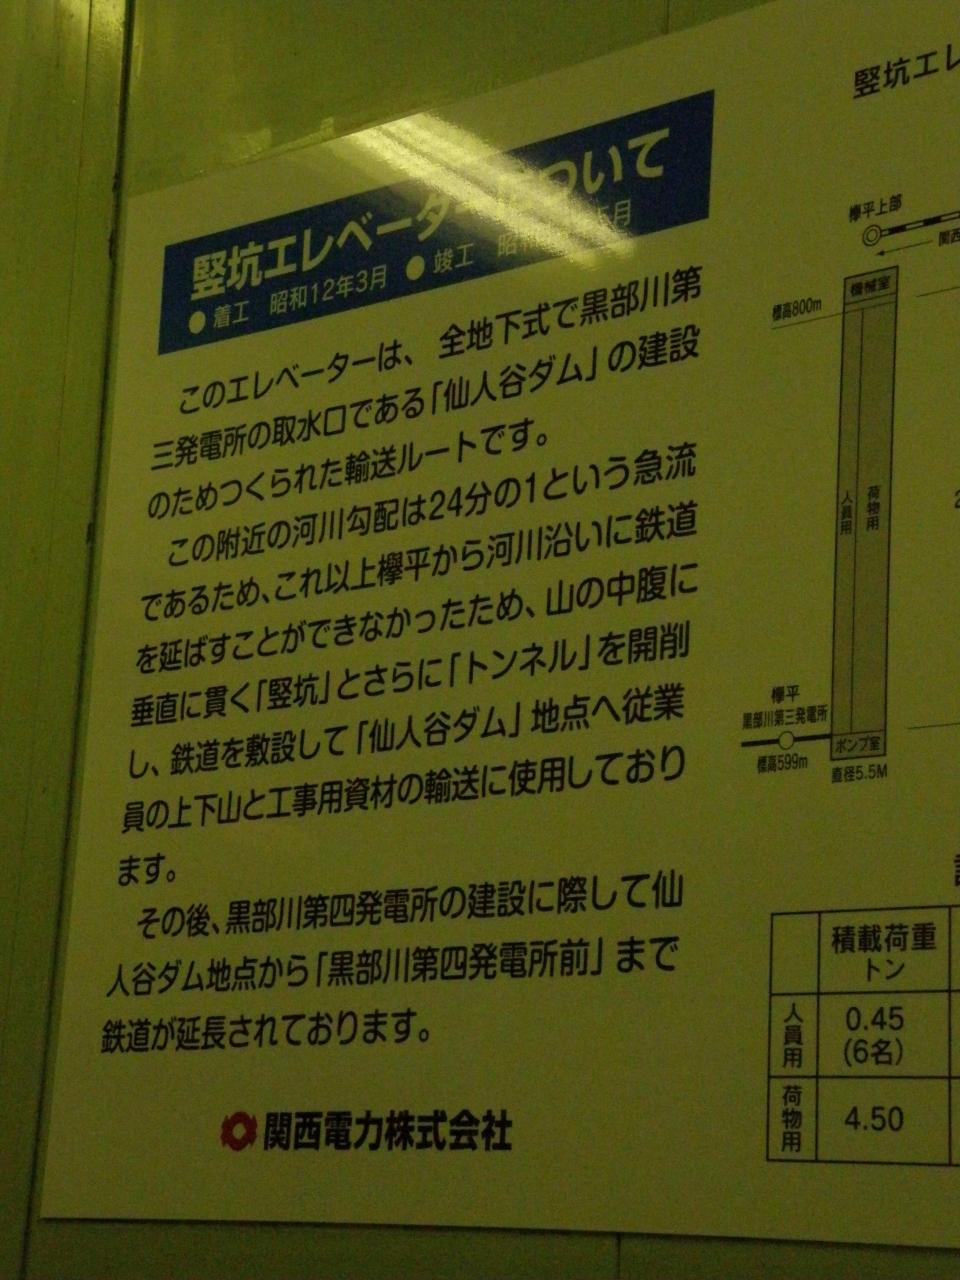 竪坑エレベーターについて
●着工 昭和12年3月 ●竣工 昭和 月
このエレベーターは、全地下式で黒部川第
三発電所の取水口である「仙人谷ダム」の建設
のためつくられた輸送ルートです。
この附近の河川勾配は24分の1という急流
であるため、これ以上欅平から河川沿いに鉄道
を延ばすことができなかったため、山の中腹に
垂直に貫く「竪坑」とさらに「トンネル」を開削
し、鉄道を敷設して「仙人谷ダム」地点へ従業
員の上下山と工事用資材の輸送に使用しており
ます。
その後、黒部川第四発電所の建設に際して仙
人谷ダム地点から「黒部川第四発電所前」まで
鉄道が延長されております。
関西電力株式会社
竪坑エレ
欅平上部
関西
機械室
標高800m
人員用
荷物用
2
欅平
黒部川第三発電所
標高599m
ポンプ室
直径5.5M
積載荷重
トン
人員用
0.45
(6名)
荷物用
4.50